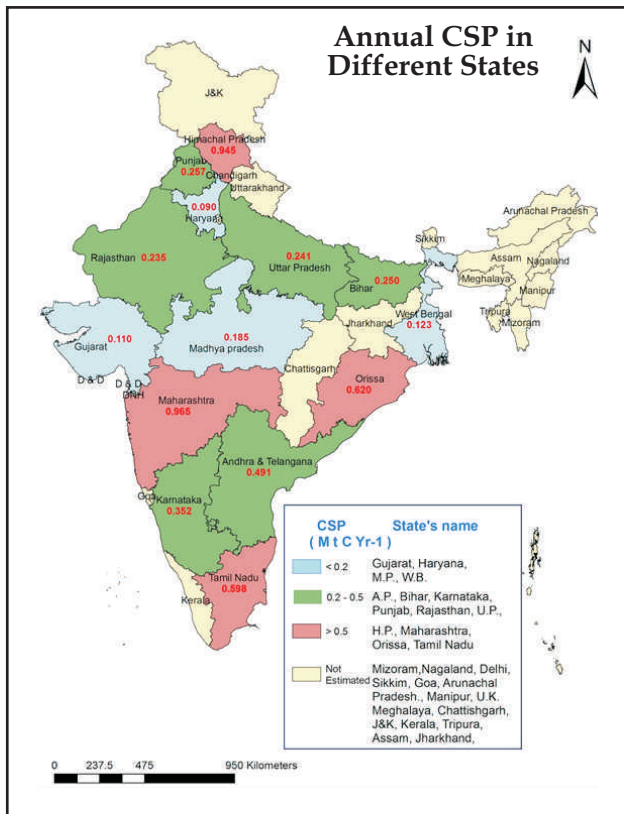 Annual CSP in
Different States
N
J&K
Himachal Pradesh
0.945
Punjab
0.257
Chandigarh
Uttarakhand
0.090
Haryana
Arunachal Pradesh
Sikkim
Assam
Nagaland
Meghalaya
Manipur
Tripura
Mizoram
Rajasthan
0.235
0.241
Uttar Pradesh
0.250
Bihar
Jharkhand
West Bengal
0.123
0.110
Gujarat
0.185
Madhya pradesh
Chattisgarh
D & D
D & D
DNH
Orissa
0.620
Maharashtra
0.965
Andhra & Telangana
0.491
Goa
Karnataka
0.352
Tamil Nadu
0.598
Kerala
CSP State's name
( M t C Yr-1 )
< 0.2 Gujarat, Haryana,
M.P., W.B.
0.2 - 0.5 A.P., Bihar, Karnataka,
Punjab, Rajasthan, U.P.,
> 0.5 H.P., Maharashtra,
Orissa, Tamil Nadu
Not
Estimated
Mizoram,Nagaland, Delhi,
Sikkim, Goa, Arunachal
Pradesh., Manipur, U.K.
Meghalaya, Chattishgarh,
J&K, Kerala, Tripura,
Assam, Jharkhand,
0 237.5 475 950 Kilometers